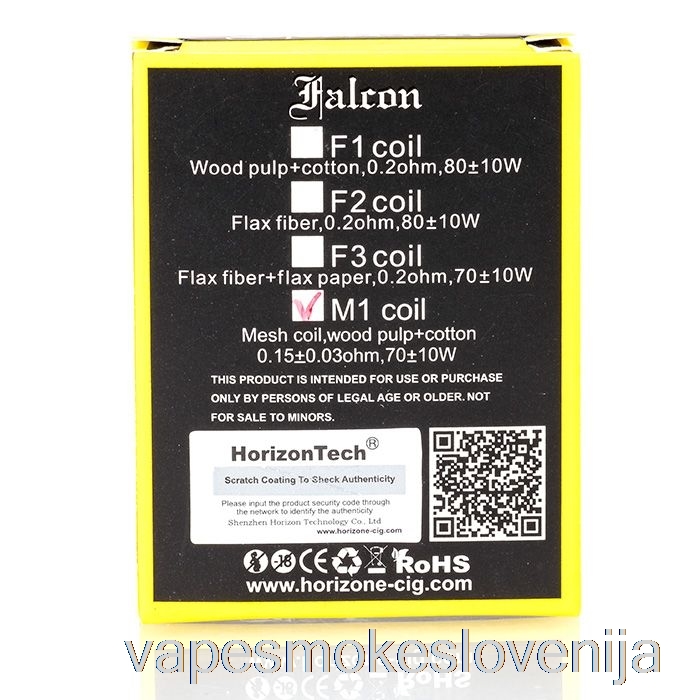 Falcon
F1 coil
Wood pulp+cotton,0.2ohm,80±10W
F2 coil
Flax fiber,0.2ohm,80±10W
F3 coil
Flax fiber+flax paper,0.2ohm,70±10W
M1 coil
Mesh coil,wood pulp+cotton
0.15±0.03ohm,70±10W
THIS PRODUCT IS INTENDED FOR USE OR PURCHASE
ONLY BY PERSONS OF LEGAL AGE OR OLDER. NOT
FOR SALE TO MINORS.
HorizonTech®
Scratch Coating To Sheck Authenticity
Please input the product security code through
the network to identify the authenticity
Shenzhen Horizon Technology Co., Ltd
www.horizone-cig.com
-18 CE RoHS
www.horizone-cig.com
vapesmokeslovenija